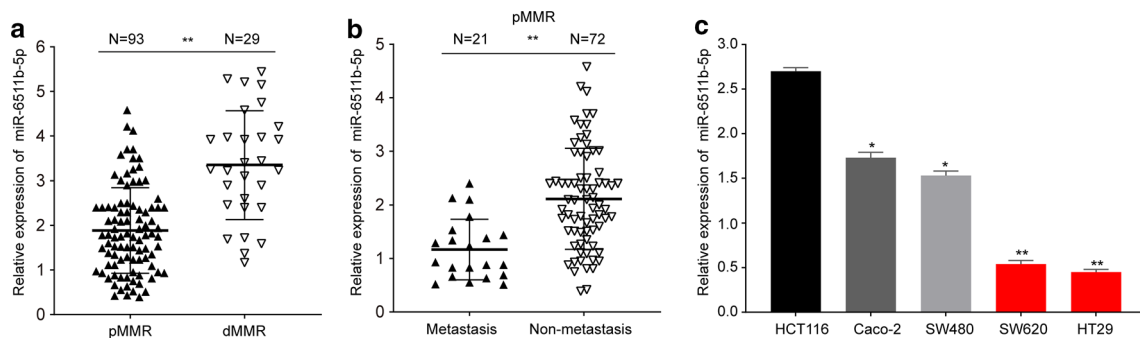 a
N=93 ** N=29
Relative expression of miR-6511b-5p
6
5
4
3
2
1
0
pMMR dMMR
b
pMMR
N=21 ** N=72
Relative expression of miR-6511b-5p
5
4
3
2
1
0
Metastasis Non-metastasis
c
Relative expression of miR-6511b-5p
3.0
2.5
2.0
1.5
1.0
0.5
0.0
*
*
**
**
HCT116 Caco-2 SW480 SW620 HT29